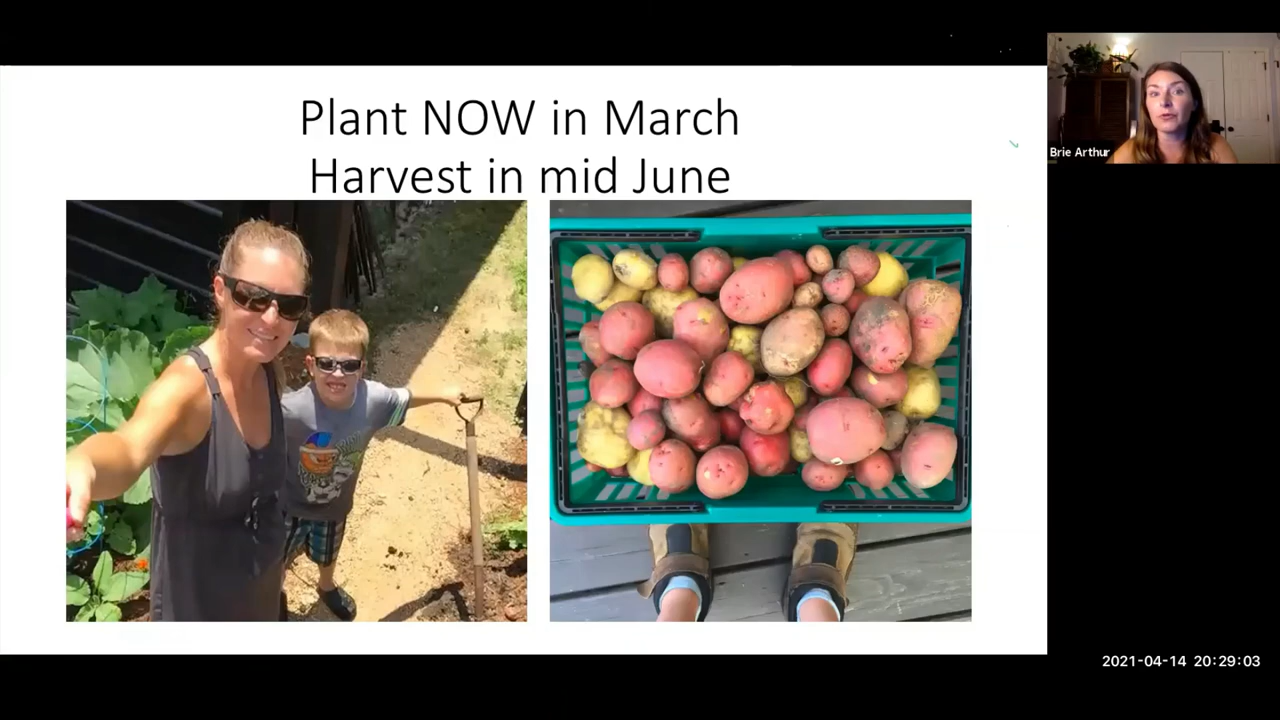 Plant NOW in March
Harvest in mid June
Brie Arthur
2021-04-14 20:29:03